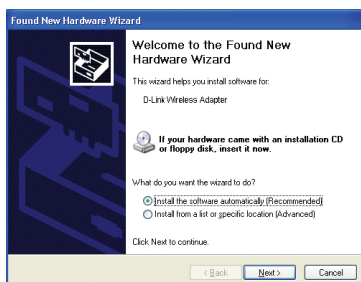 Found New Hardware Wizard
Welcome to the Found New
Hardware Wizard
This wizard helps you install software for:
D-Link Wireless Adapter
If your hardware came with an installation CD
or floppy disk, insert it now.
What do you want the wizard to do?
Install the software automatically (Recommended)
Install from a list or specific location (Advanced)
Click Next to continue.
< Back Next > Cancel